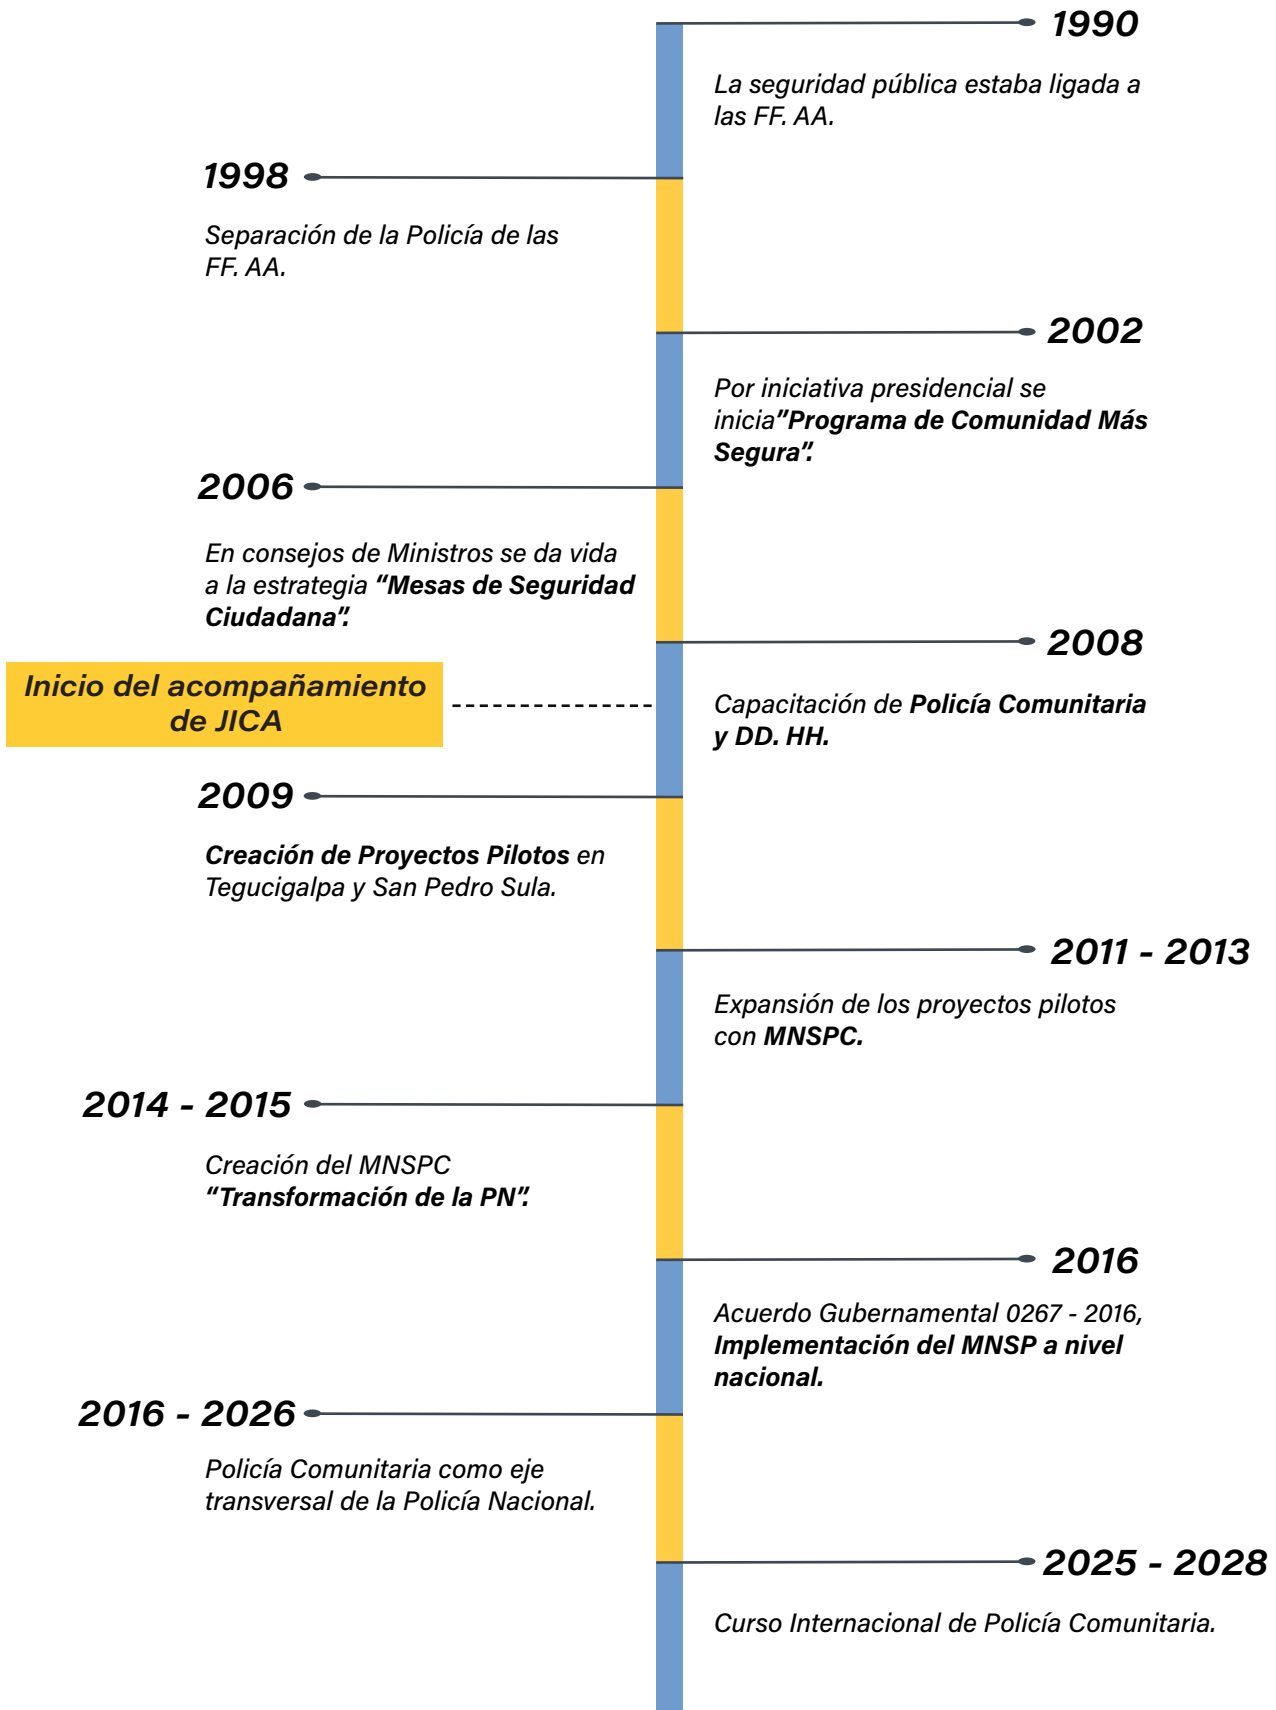 1990
La seguridad pública estaba ligada a
las FF. AA.
1998
Separación de la Policía de las
FF. AA.
2002
Por iniciativa presidencial se
inicia"Programa de Comunidad Más
Segura".
2006
En consejos de Ministros se da vida
a la estrategia “Mesas de Seguridad
Ciudadana”.
2008
Capacitación de Policía Comunitaria
y DD. HH.
Inicio del acompañamiento
de JICA
2009
Creación de Proyectos Pilotos en
Tegucigalpa y San Pedro Sula.
2011 - 2013
Expansión de los proyectos pilotos
con MNSPC.
2014 - 2015
Creación del MNSPC
“Transformación de la PN”.
2016
Acuerdo Gubernamental 0267 - 2016,
Implementación del MNSP a nivel
nacional.
2016 - 2026
Policía Comunitaria como eje
transversal de la Policía Nacional.
2025 - 2028
Curso Internacional de Policía Comunitaria.